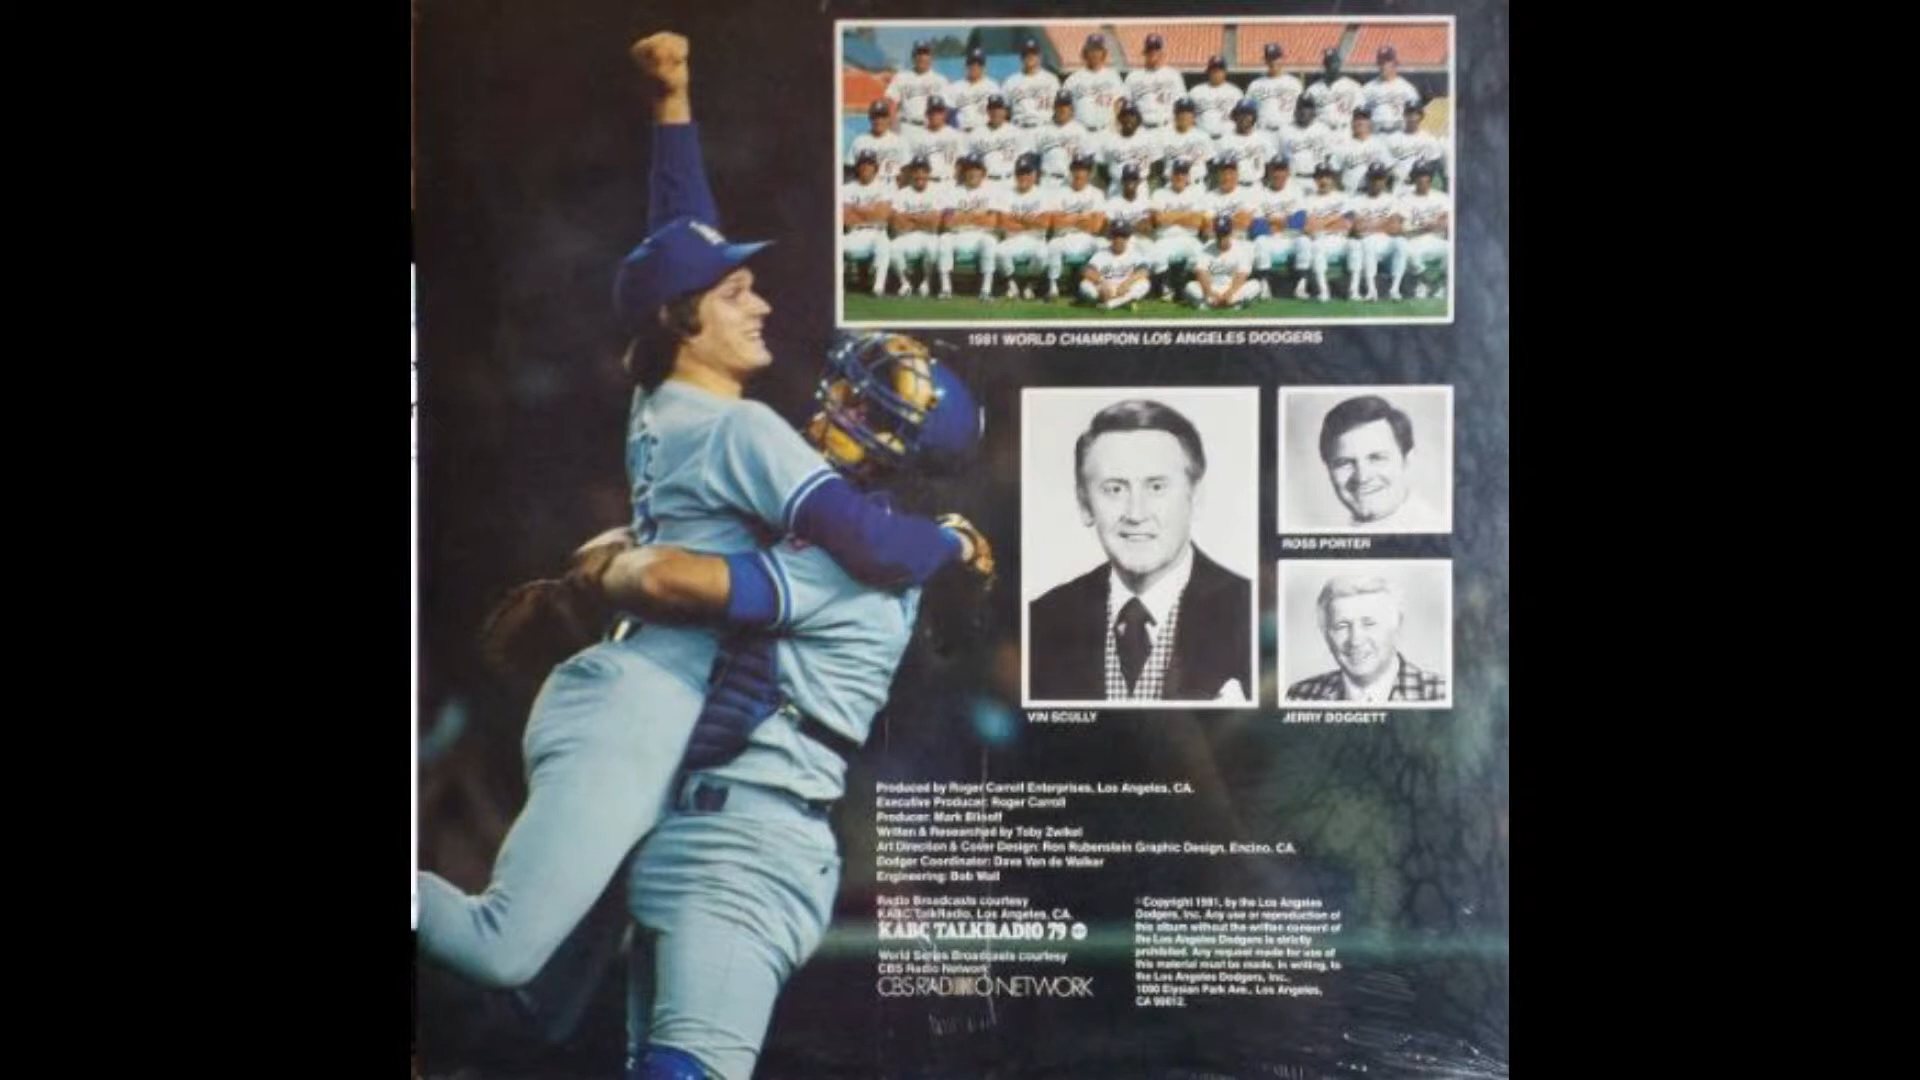 1981 WORLD CHAMPION LOS ANGELES DODGERS
ROSS PORTER
VIN SCULLY
JERRY DOGGETT
Produced by Roger Carroll Enterprises, Los Angeles, CA.
Executive Producer: Roger Carroll
Producer: Mark
Written & Researched by Toby Zwikel
Art Direction & Cover Design: Ron Rubenstein Graphic Design, Encino, CA.
Dodger Coordinator: Dave Van de Walker
Engineering: Bob Wall
Radio Broadcasts courtesy
KABC TalkRadio, Los Angeles, CA.
KABC TALKRADIO 79
World Series Broadcasts courtesy
CBS Radio Network
CBS RADIO NETWORK
©Copyright 1981, by the Los Angeles
Dodgers, Inc. Any use or reproduction of
this album without the written consent of
the Los Angeles Dodgers is strictly
prohibited. Any request made for use of
this material must be made, in writing, to
the Los Angeles Dodgers, Inc.,
1000 Elysian Park Ave., Los Angeles,
CA 90012.